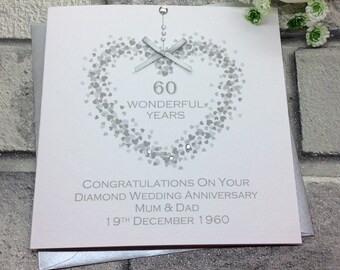 60
WONDERFUL
YEARS
CONGRATULATIONS ON YOUR
DIAMOND WEDDING ANNIVERSARY
MUM & DAD
19TH DECEMBER 1960